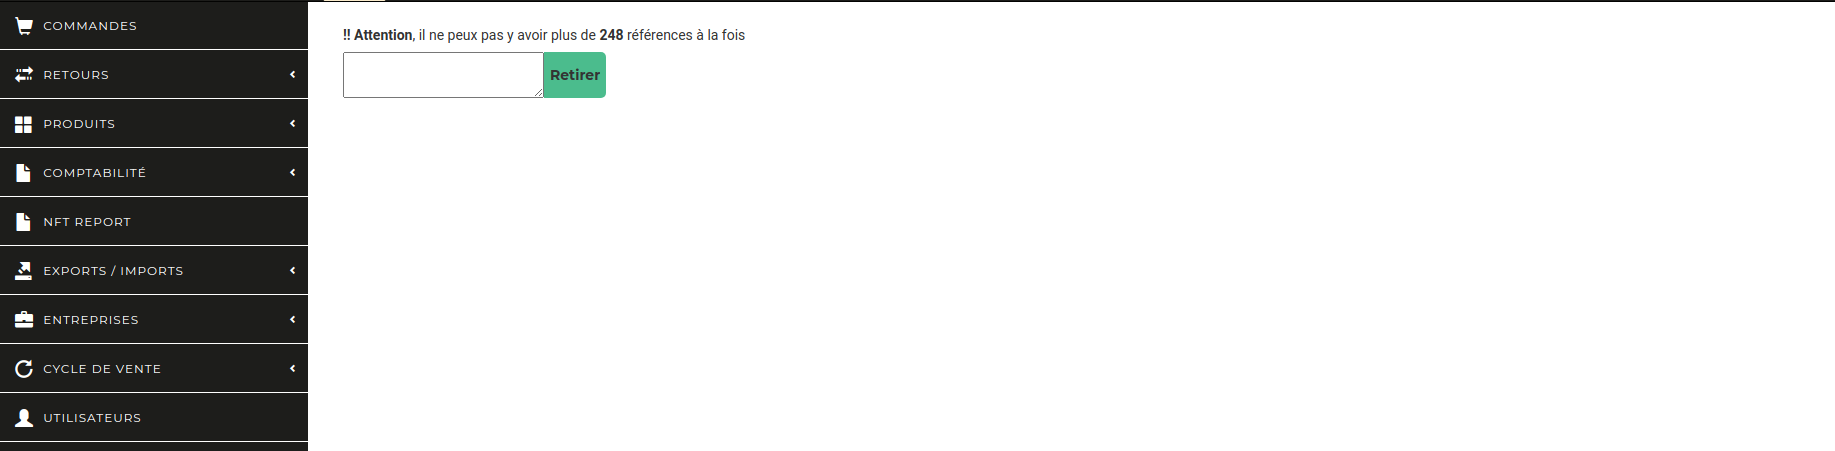 COMMANDES
RETOURS
PRODUITS
COMPTABILITÉ
NFT REPORT
EXPORTS / IMPORTS
ENTREPRISES
CYCLE DE VENTE
UTILISATEURS
!! Attention, il ne peux pas y avoir plus de 248 références à la fois
Retirer